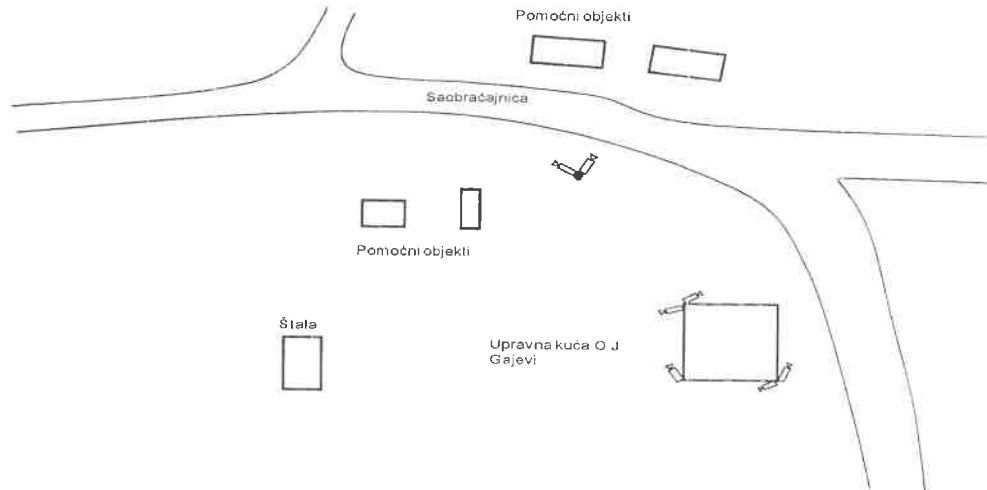 Pomoćni objekti
Saobraćajnica
Pomoćni objekti
Štala
Upravna kuća O J
Gajevi